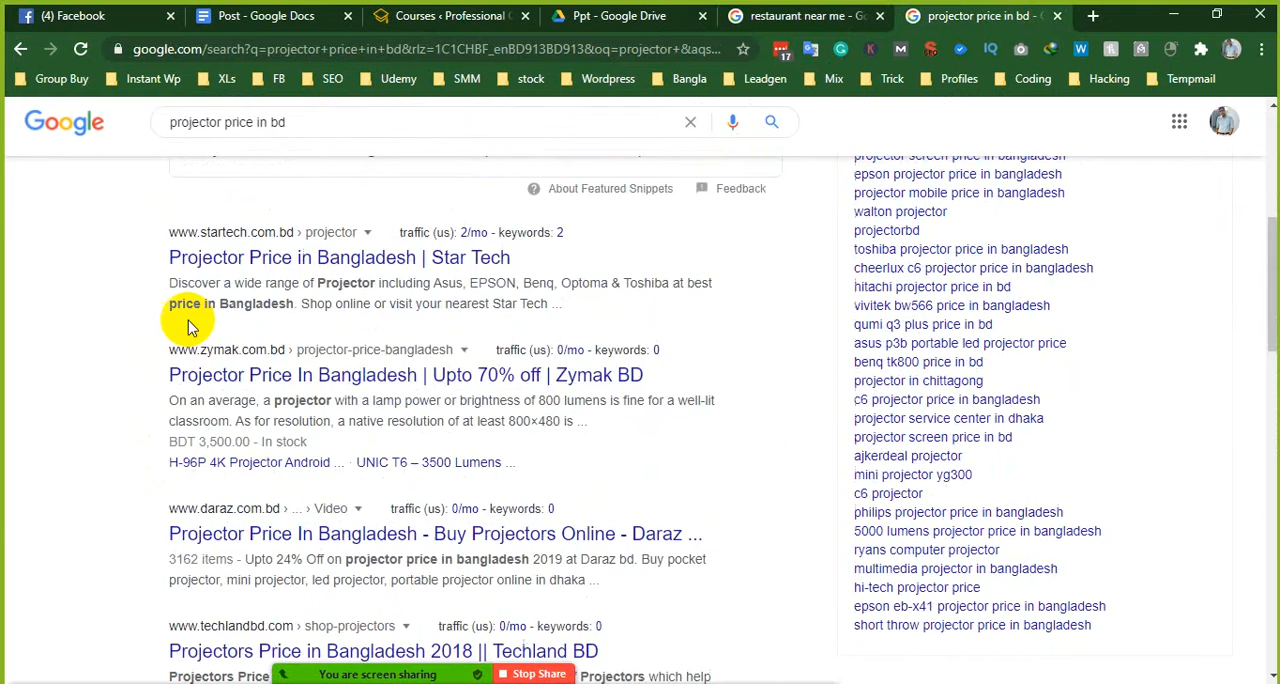 (4) Facebook
Post - Google Docs
Courses ‹ Professional C
Ppt - Google Drive
restaurant near me - Go
projector price in bd -
google.com/search?q=projector+price+in+bd&rlz=1C1CHBF_enBD913BD913&oq=projector+&aqs...
17
IQ
K
M
W
Group Buy
Instant Wp
XLs
FB
SEO
Udemy
SMM
stock
Wordpress
Bangla
Leadgen
Mix
Trick
Profiles
Coding
Hacking
Tempmail
Google
projector price in bd
About Featured Snippets
Feedback
www.startech.com.bd › projector
traffic (us): 2/mo - keywords: 2
Projector Price in Bangladesh | Star Tech
Discover a wide range of Projector including Asus, EPSON, Benq, Optoma & Toshiba at best
price in Bangladesh. Shop online or visit your nearest Star Tech ...
www.zymak.com.bd › projector-price-bangladesh
traffic (us): 0/mo - keywords: 0
Projector Price In Bangladesh | Upto 70% off | Zymak BD
On an average, a projector with a lamp power or brightness of 800 lumens is fine for a well-lit
classroom. As for resolution, a native resolution of at least 800×480 is ...
BDT 3,500.00 - In stock
H-96P 4K Projector Android ... · UNIC T6 – 3500 Lumens ...
www.daraz.com.bd › ... › Video
traffic (us): 0/mo - keywords: 0
Projector Price In Bangladesh - Buy Projectors Online - Daraz ...
3162 items - Upto 24% Off on projector price in bangladesh 2019 at Daraz bd. Buy pocket
projector, mini projector, led projector, portable projector online in dhaka ...
www.techlandbd.com › shop-projectors
traffic (us): 0/mo - keywords: 0
Projectors Price in Bangladesh 2018 || Techland BD
Projectors Price
of Projectors which help
You are screen sharing
Stop Share
projector screen price in bangladesh
epson projector price in bangladesh
projector mobile price in bangladesh
walton projector
projectorbd
toshiba projector price in bangladesh
cheerlux c6 projector price in bangladesh
hitachi projector price in bd
vivitek bw566 price in bangladesh
qumi q3 plus price in bd
asus p3b portable led projector price
benq tk800 price in bd
projector in chittagong
c6 projector price in bangladesh
projector service center in dhaka
projector screen price in bd
ajkerdeal projector
mini projector yg300
c6 projector
philips projector price in bangladesh
5000 lumens projector price in bangladesh
ryans computer projector
multimedia projector in bangladesh
hi-tech projector price
epson eb-x41 projector price in bangladesh
short throw projector price in bangladesh